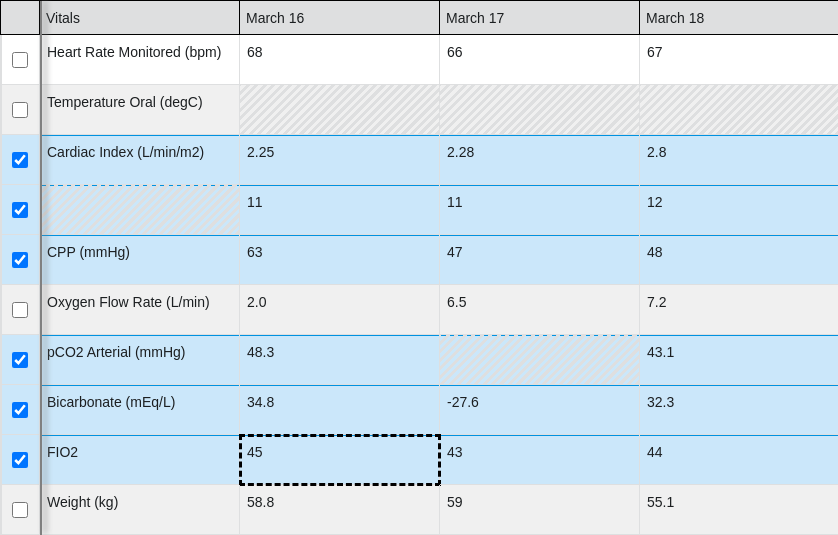 Vitals March 16 March 17 March 18
Heart Rate Monitored (bpm) 68 66 67
Temperature Oral (degC)
Cardiac Index (L/min/m2) 2.25 2.28 2.8
11 11 12
CPP (mmHg) 63 47 48
Oxygen Flow Rate (L/min) 2.0 6.5 7.2
pCO2 Arterial (mmHg) 48.3 43.1
Bicarbonate (mEq/L) 34.8 -27.6 32.3
FIO2 45 43 44
Weight (kg) 58.8 59 55.1